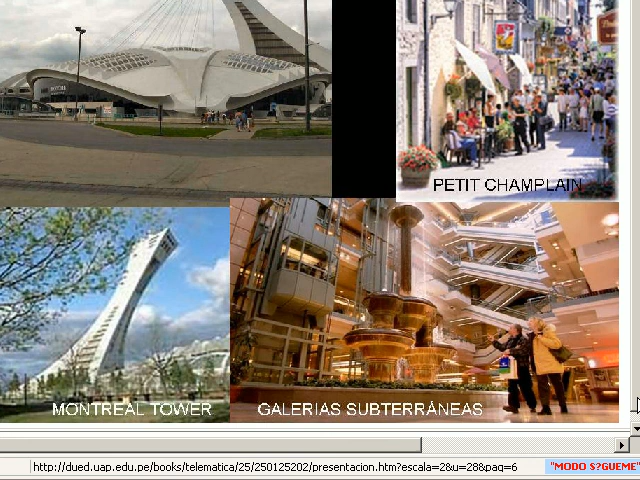 PETIT CHAMPLAIN
MONTREAL TOWER
GALERIAS SUBTERRÁNEAS
http://dued.uap.edu.pe/books/telematica/25/250125202/presentacion.htm?escala=2&u=28&paq=6
"MODO S?GUEME"